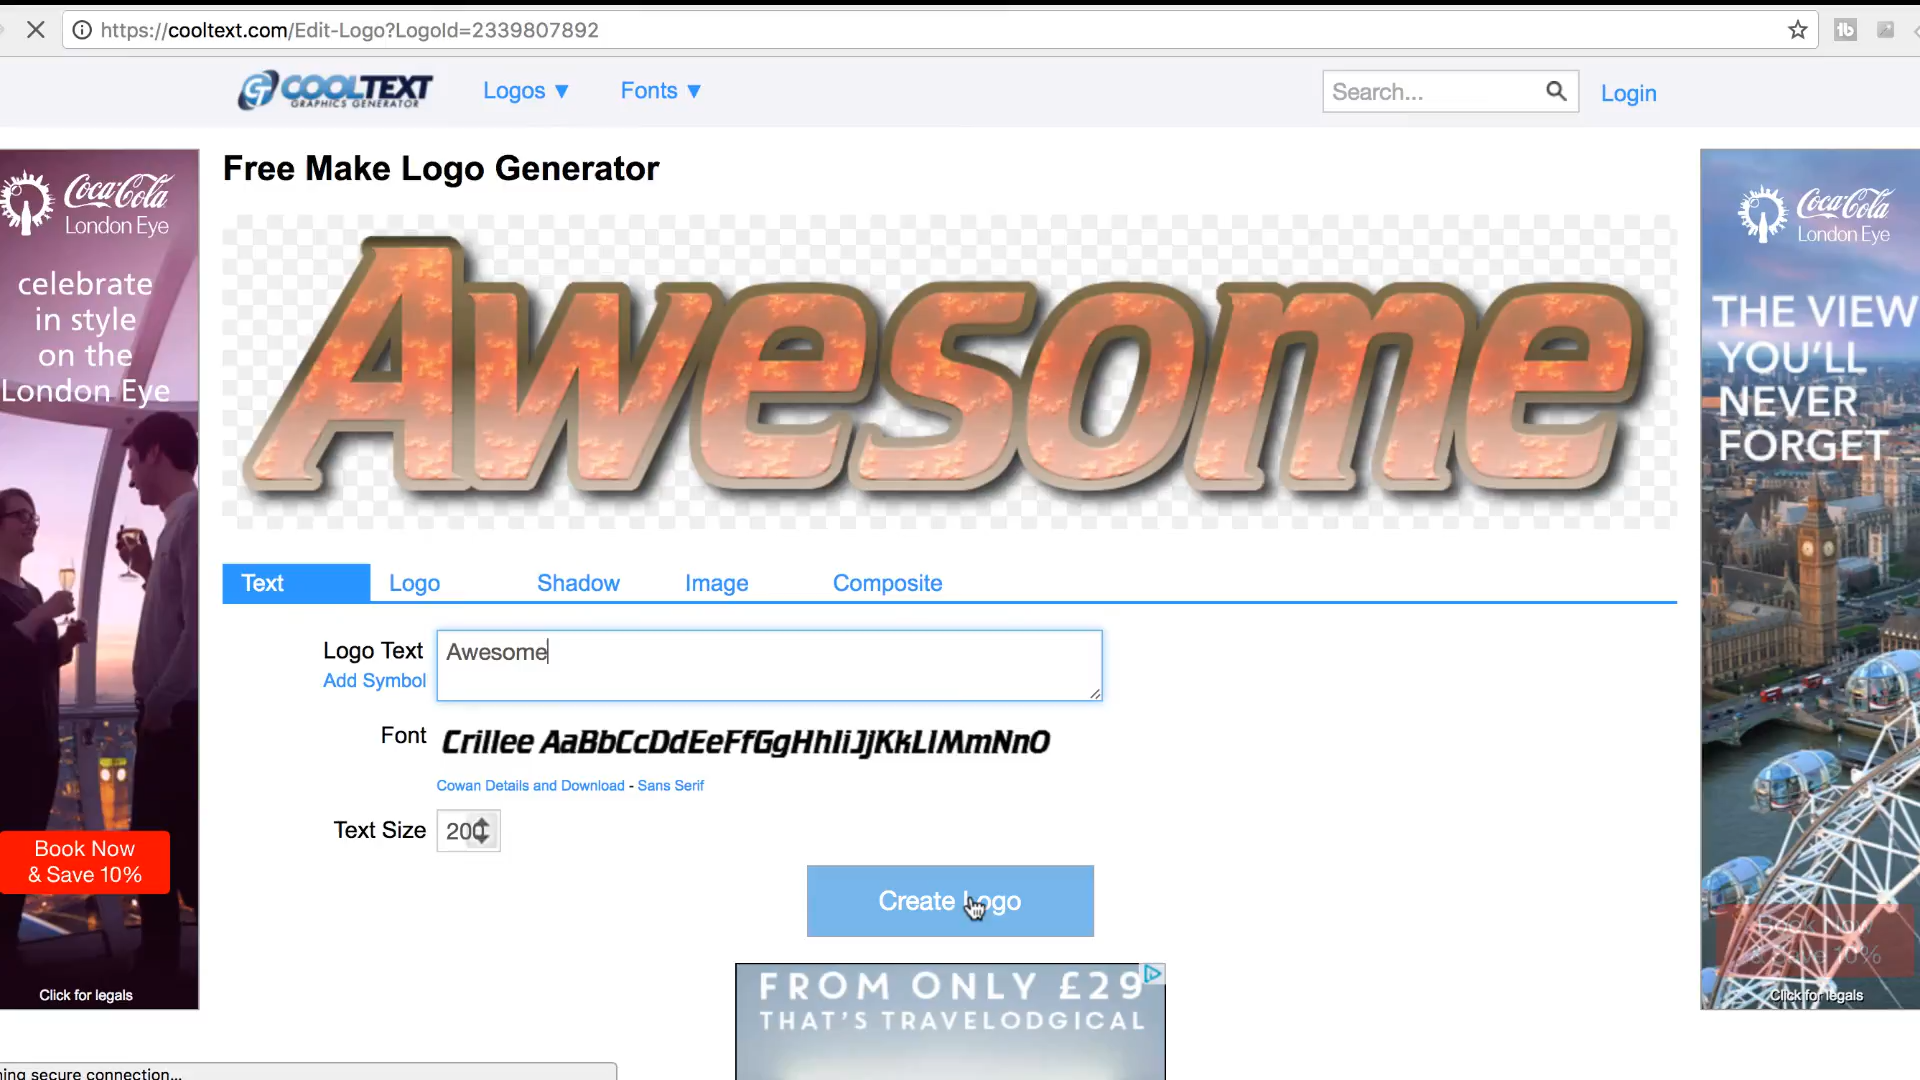 https://cooltext.com/Edit-Logo?LogoId=2339807892
COOLTEXT
GRAPHICS GENERATOR
Logos ▼
Fonts ▼
Search...
Login
Free Make Logo Generator
Coca-Cola
London Eye
celebrate
in style
on the
London Eye
Book Now
& Save 10%
Click for legals
Awesome
Text
Logo
Shadow
Image
Composite
Logo Text
Awesome
Add Symbol
Font
Crillee AaBbCcDdEeFfGgHhIiJjKkLlMmNnO
Cowan Details and Download - Sans Serif
Text Size
200
Create Logo
FROM ONLY £29
THAT'S TRAVELODGICAL
Coca-Cola
London Eye
THE VIEW
YOU'LL
NEVER
FORGET
Book Now
& Save 10%
Click for legals
secure connection...